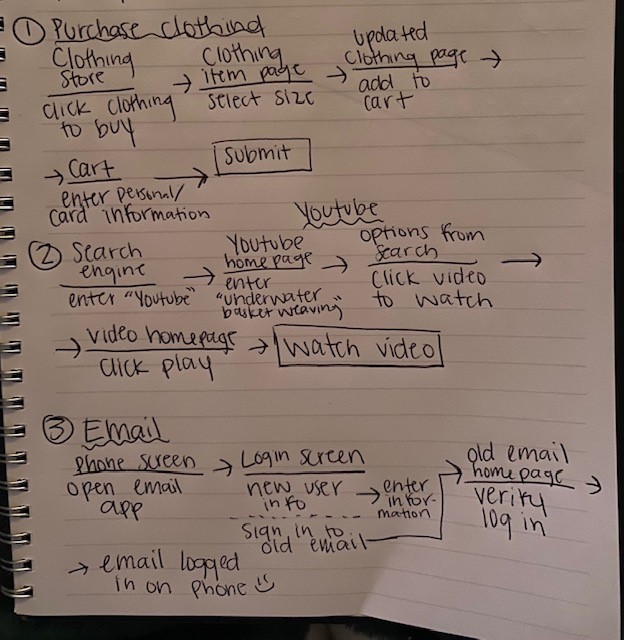 ① Purchase clothing
Clothing store
click clothing to buy
→ Clothing item page
select size
→ updated clothing page →
add to cart
→ Cart → Submit
enter personal/
card information
Youtube
② Search engine
enter "Youtube"
→ Youtube homepage
enter "underwater basket weaving"
→ options from search →
click video to watch
→ video homepage → Watch video
click play
③ Email
phone screen
open email app
→ Login screen
new user info → enter infor-
mation
sign in to old email
→ old email homepage →
verify log in
→ email logged
in on phone ☺